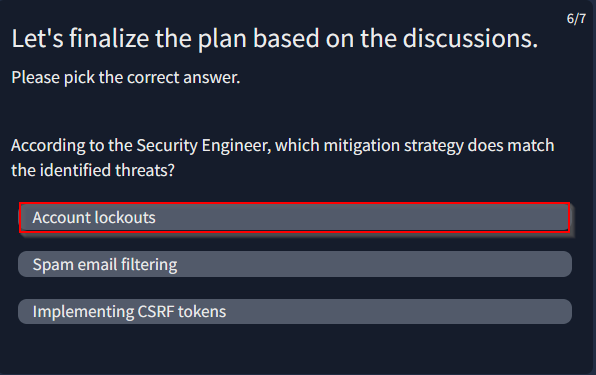 6/7
Let's finalize the plan based on the discussions.
Please pick the correct answer.
According to the Security Engineer, which mitigation strategy does match
the identified threats?
Account lockouts
Spam email filtering
Implementing CSRF tokens